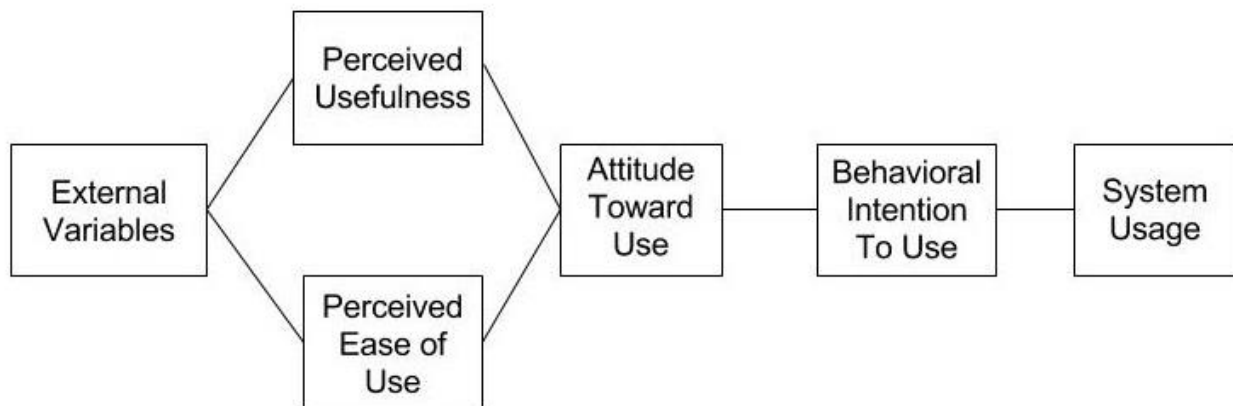 External
Variables
Perceived
Usefulness
Perceived
Ease of
Use
Attitude
Toward
Use
Behavioral
Intention
To Use
System
Usage